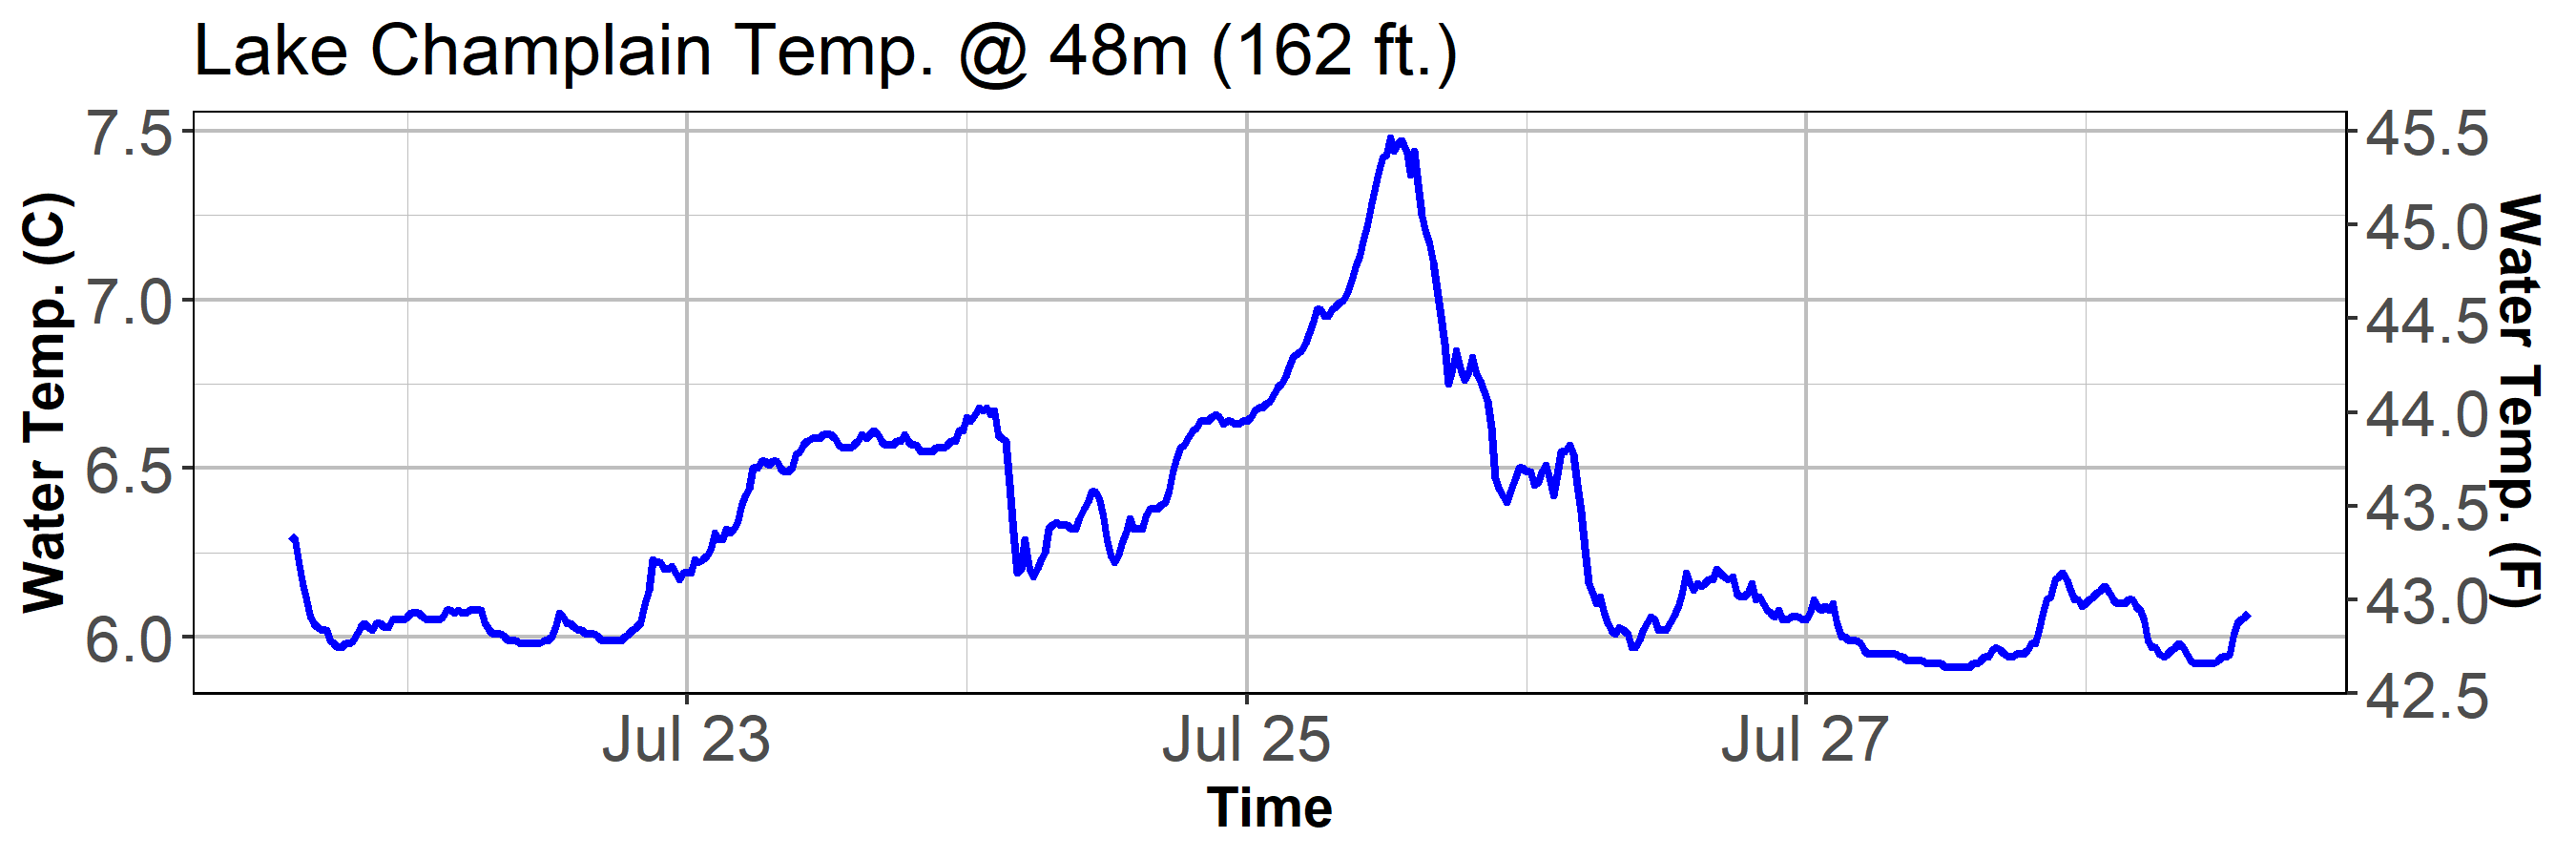 Lake Champlain Temp. @ 48m (162 ft.)
Water Temp. (C)
7.5
7.0
6.5
6.0
45.5
45.0
44.5
44.0
43.5
43.0
42.5
Water Temp. (F)
Jul 23
Jul 25
Jul 27
Time